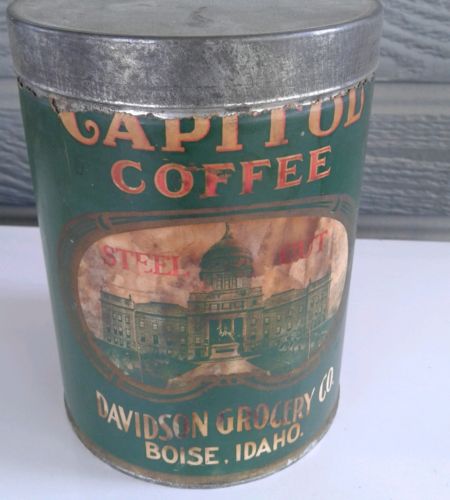 CAPITOL
COFFEE
STEEL CUT
DAVIDSON GROCERY CO.
BOISE, IDAHO.